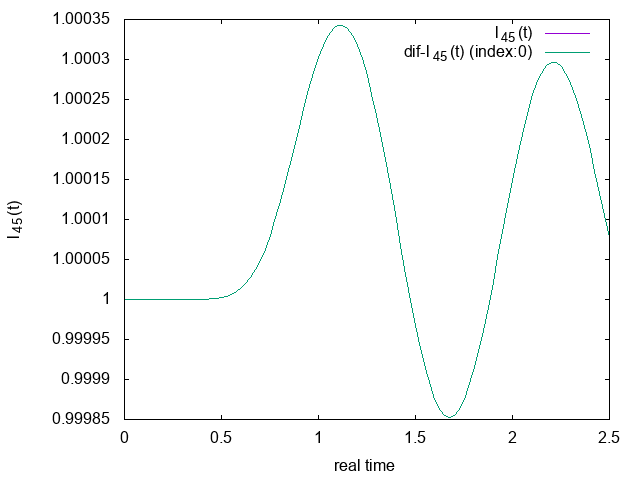 1.00035
1.0003
1.00025
1.0002
1.00015
1.0001
1.00005
1
0.99995
0.9999
0.99985
0 0.5 1 1.5 2 2.5
real time
I45(t)
I45(t)
dif-I45(t) (index:0)